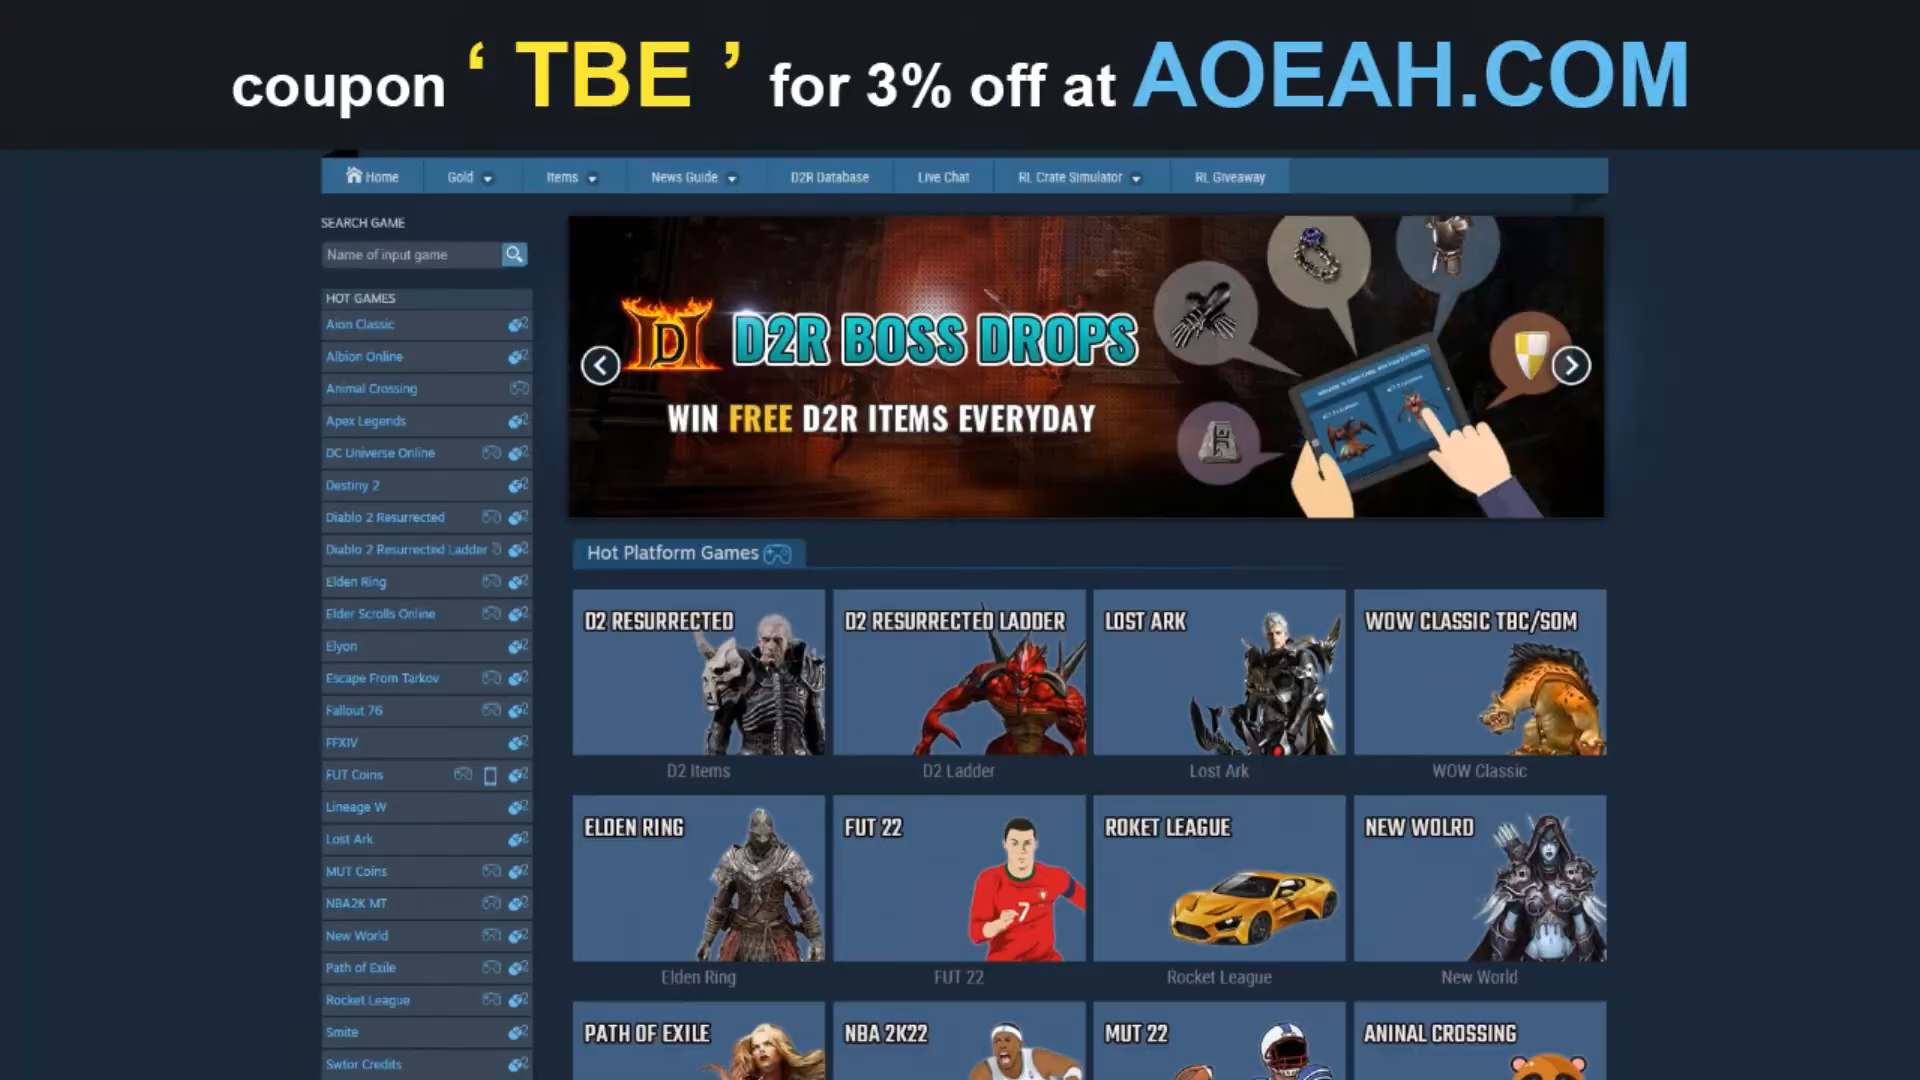 coupon ‘ TBE ’ for 3% off at AOEAH.COM
Home Gold Items News Guide D2R Database Live Chat RL Crate Simulator RL Giveaway
SEARCH GAME
Name of input game
HOT GAMES
Aion Classic
Albion Online
Animal Crossing
Apex Legends
DC Universe Online
Destiny 2
Diablo 2 Resurrected
Diablo 2 Resurrected Ladder
Elden Ring
Elder Scrolls Online
Elyon
Escape From Tarkov
Fallout 76
FFXIV
FUT Coins
Lineage W
Lost Ark
MUT Coins
NBA2K MT
New World
Path of Exile
Rocket League
Smite
Swtor Credits
D2R BOSS DROPS
WIN FREE D2R ITEMS EVERYDAY
Hot Platform Games
D2 RESURRECTED
D2 RESURRECTED LADDER
LOST ARK
WOW CLASSIC TBC/SOM
D2 Items
D2 Ladder
Lost Ark
WOW Classic
ELDEN RING
FUT 22
ROKET LEAGUE
NEW WOLRD
7
Elden Ring
FUT 22
Rocket League
New World
PATH OF EXILE
NBA 2K22
MUT 22
ANINAL CROSSING